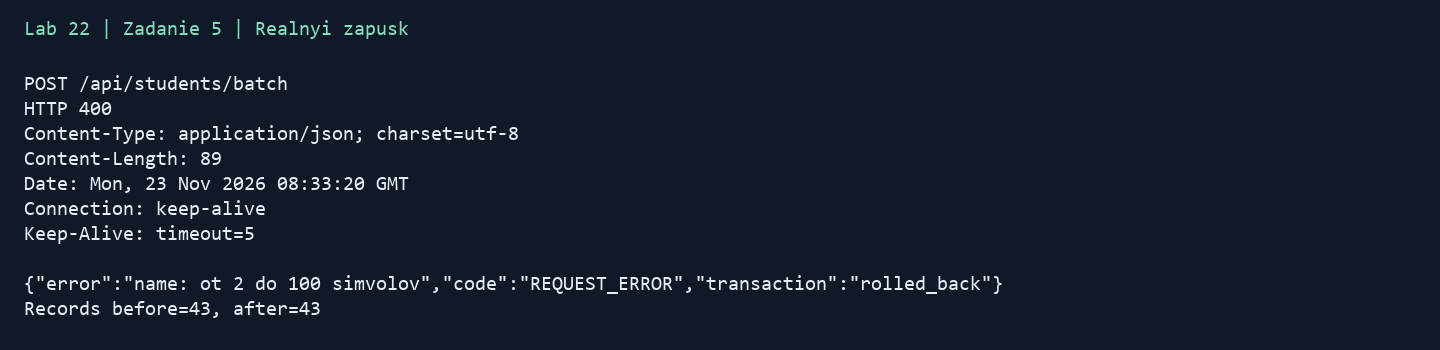 Lab 22 | Zadanie 5 | Realnyi zapusk
POST /api/students/batch
HTTP 400
Content-Type: application/json; charset=utf-8
Content-Length: 89
Date: Mon, 23 Nov 2026 08:33:20 GMT
Connection: keep-alive
Keep-Alive: timeout=5
{"error":"name: ot 2 do 100 simvolov","code":"REQUEST_ERROR","transaction":"rolled_back"}
Records before=43, after=43